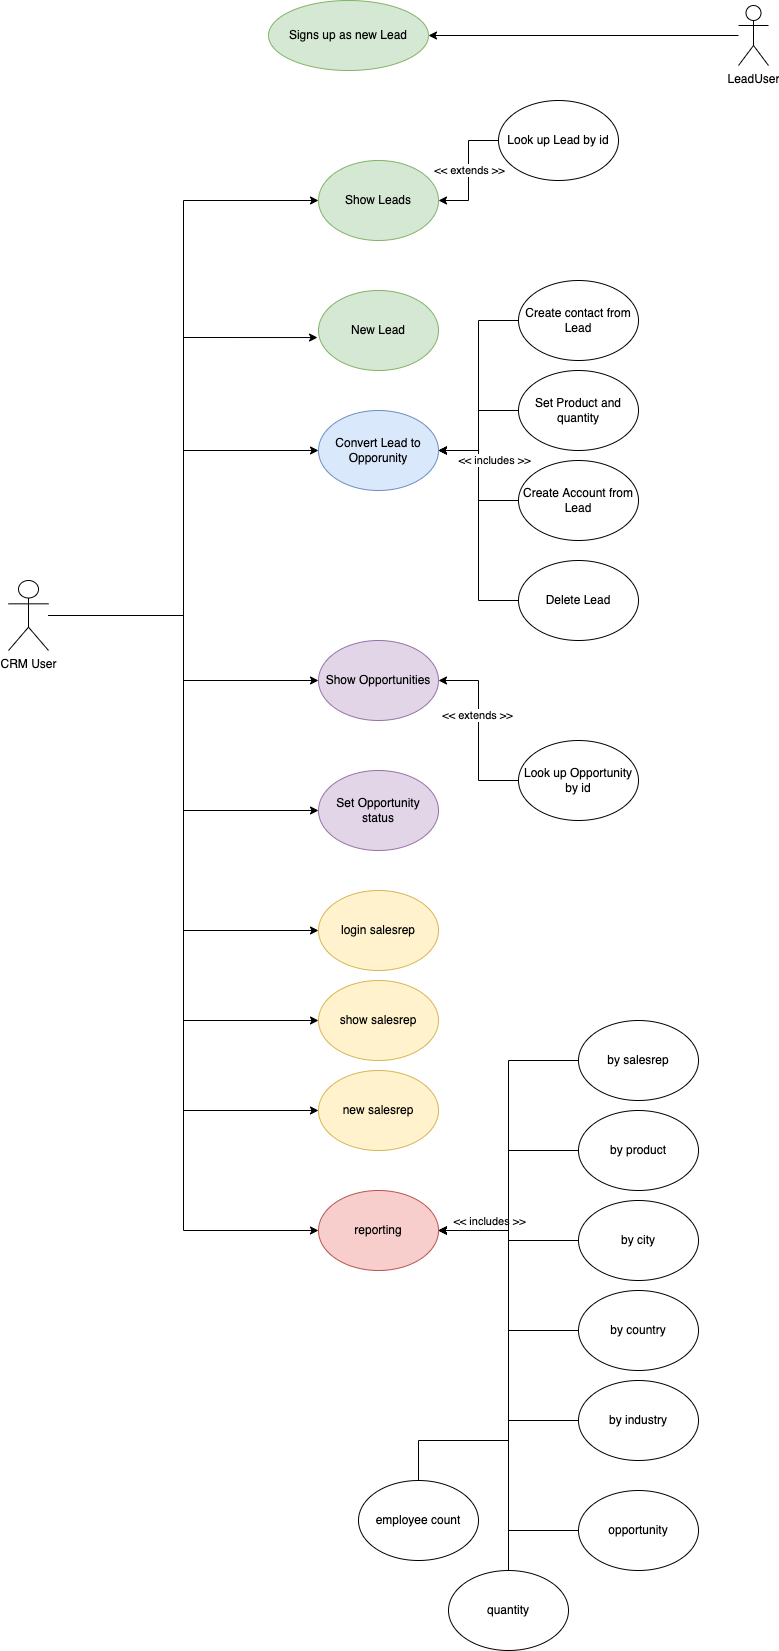 Signs up as new Lead
LeadUser
Look up Lead by id
<< extends >>
Show Leads
Create contact from
Lead
New Lead
Set Product and
quantity
Convert Lead to
Opporunity
<< includes >>
Create Account from
Lead
Delete Lead
CRM User
Show Opportunities
<< extends >>
Look up Opportunity
by id
Set Opportunity
status
login salesrep
show salesrep
by salesrep
new salesrep
by product
<< includes >>
reporting
by city
by country
by industry
employee count
opportunity
quantity